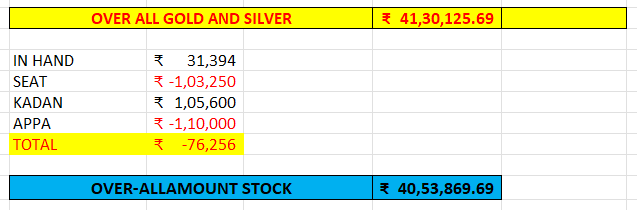 OVER ALL GOLD AND SILVER ₹ 41,30,125.69
IN HAND ₹ 31,394
SEAT ₹ -1,03,250
KADAN ₹ 1,05,600
APPA ₹ -1,10,000
TOTAL ₹ -76,256
OVER-ALLAMOUNT STOCK ₹ 40,53,869.69